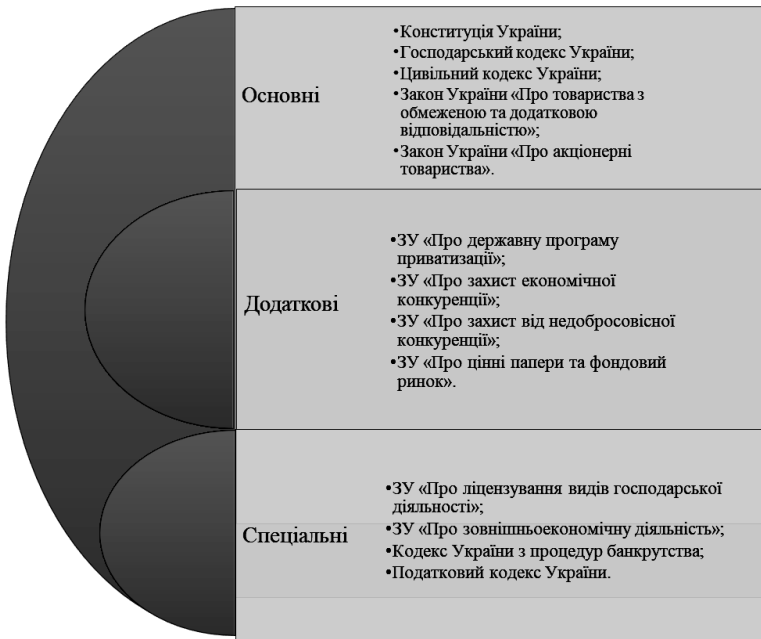 Основні
•Конституція України;
•Господарський кодекс України;
•Цивільний кодекс України;
•Закон України «Про товариства з
обмеженою та додатковою
відповідальністю»;
•Закон України «Про акціонерні
товариства».
Додаткові
•ЗУ «Про державну програму
приватизації»;
•ЗУ «Про захист економічної
конкуренції»;
•ЗУ «Про захист від недобросовісної
конкуренції»;
•ЗУ «Про цінні папери та фондовий
ринок».
Спеціальні
•ЗУ «Про ліцензування видів господарської
діяльності»;
•ЗУ «Про зовнішньоекономічну діяльність»;
•Кодекс України з процедур банкрутства;
•Податковий кодекс України.